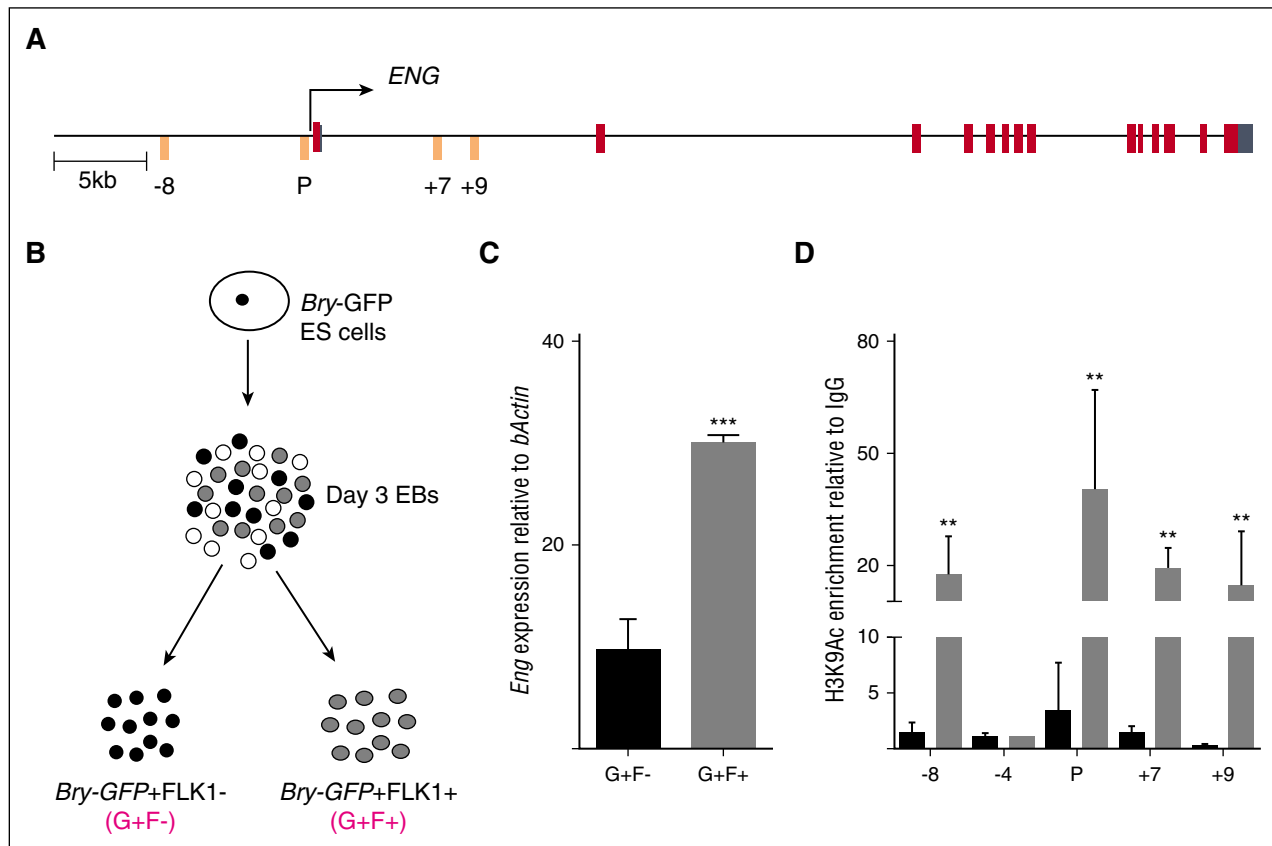 A
ENG
5kb
-8
P
+7
+9
B
Bry-GFP
ES cells
Day 3 EBs
Bry-GFP+FLK1-
(G+F-)
Bry-GFP+FLK1+
(G+F+)
C
Eng expression relative to bActin
40
20
***
G+F-
G+F+
D
H3K9Ac enrichment relative to IgG
80
50
20
10
5
**
**
**
**
-8
-4
P
+7
+9